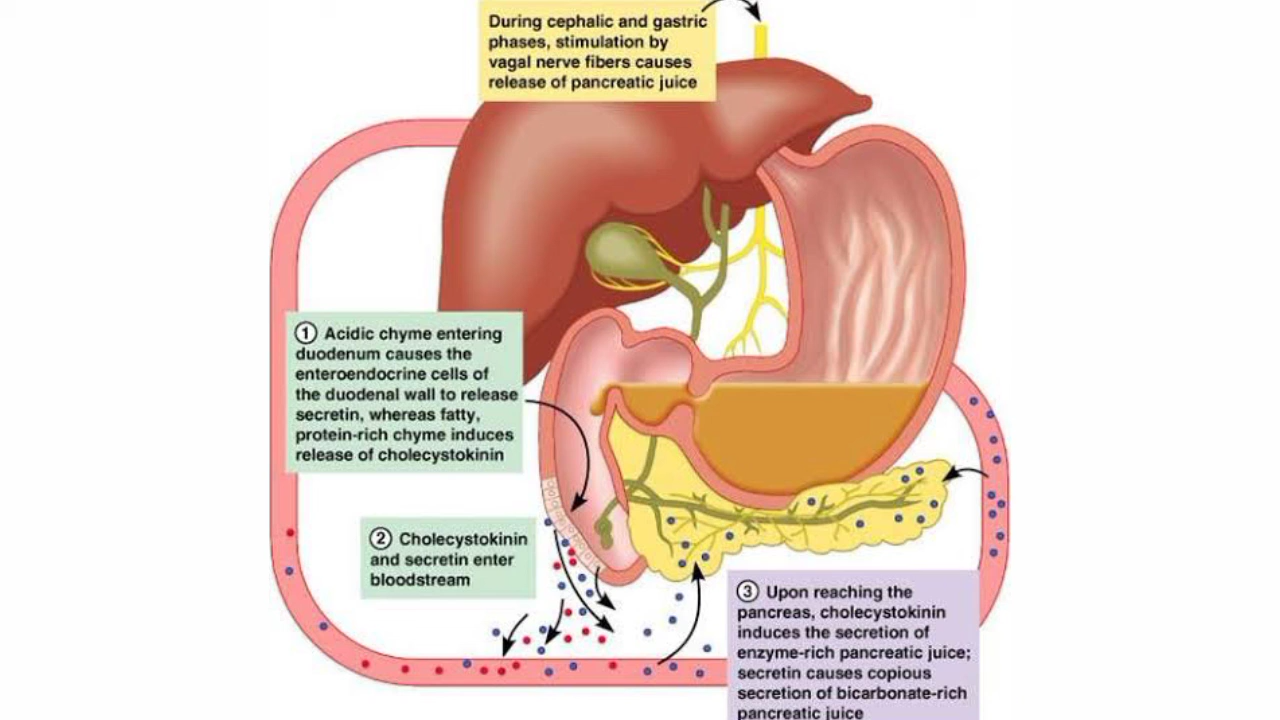 During cephalic and gastric
phases, stimulation by
vagal nerve fibers causes
release of pancreatic juice
1 Acidic chyme entering
duodenum causes the
enteroendocrine cells of
the duodenal wall to release
secretin, whereas fatty,
protein-rich chyme induces
release of cholecystokinin
2 Cholecystokinin
and secretin enter
bloodstream
3 Upon reaching the
pancreas, cholecystokinin
induces the secretion of
enzyme-rich pancreatic juice;
secretin causes copious
secretion of bicarbonate-rich
pancreatic juice